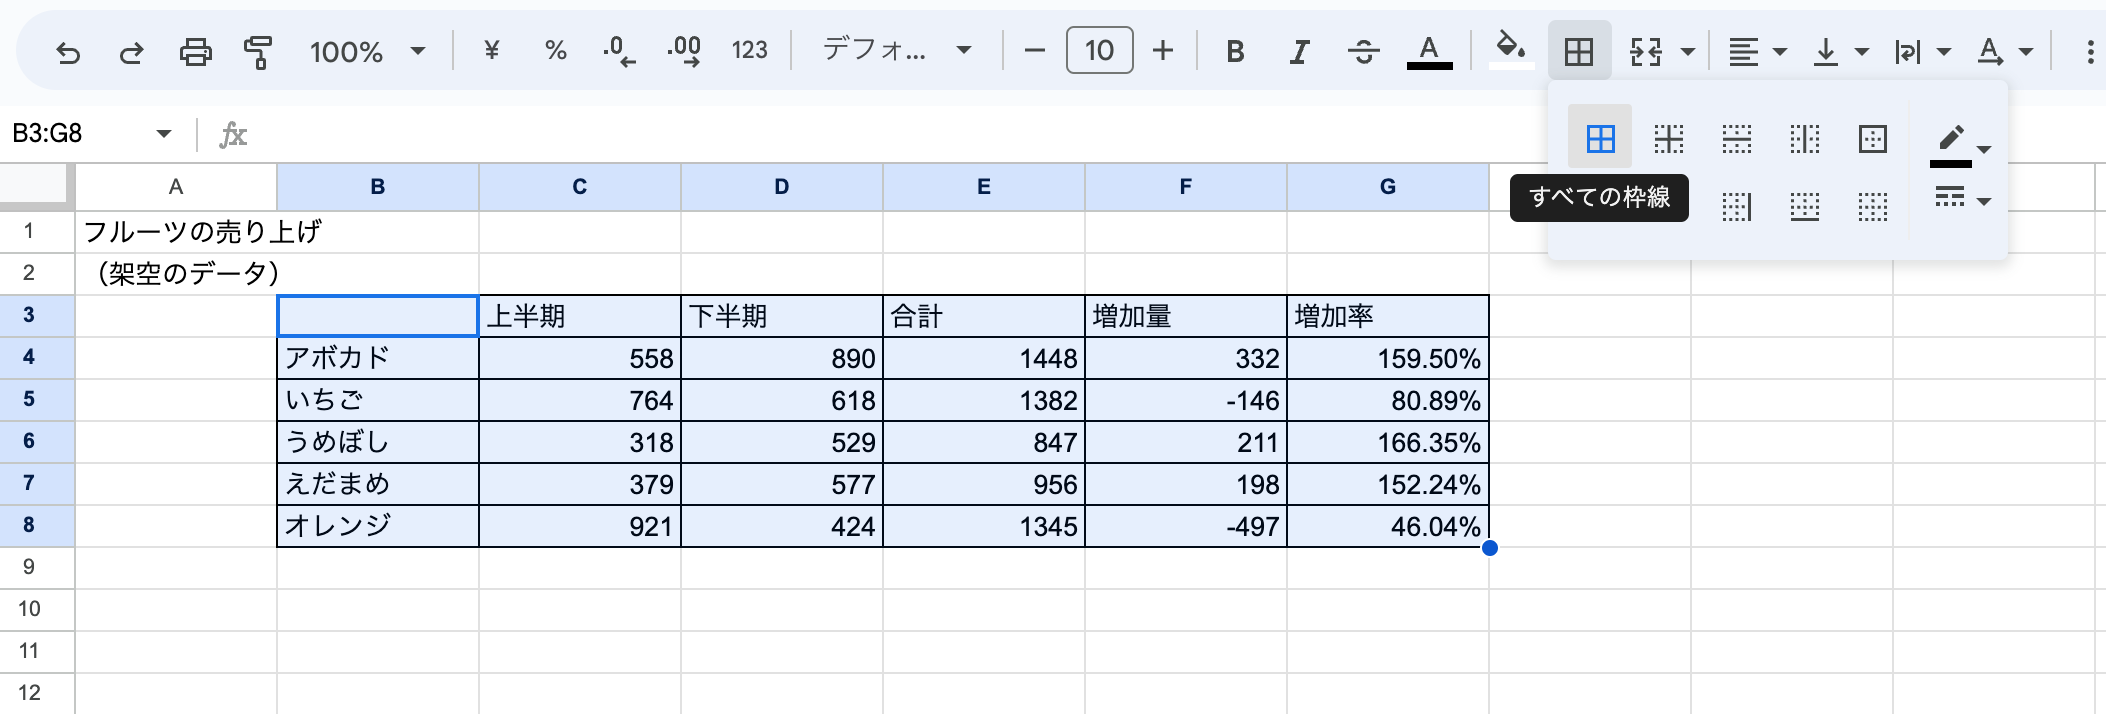 100% ¥ % .0 .00 123 デフォ... 10 B I S A A
B3:G8 fx
すべての枠線
A B C D E F G
1 フルーツの売り上げ
2 （架空のデータ）
3 上半期 下半期 合計 増加量 増加率
4 アボカド 558 890 1448 332 159.50%
5 いちご 764 618 1382 -146 80.89%
6 うめぼし 318 529 847 211 166.35%
7 えだまめ 379 577 956 198 152.24%
8 オレンジ 921 424 1345 -497 46.04%
9
10
11
12